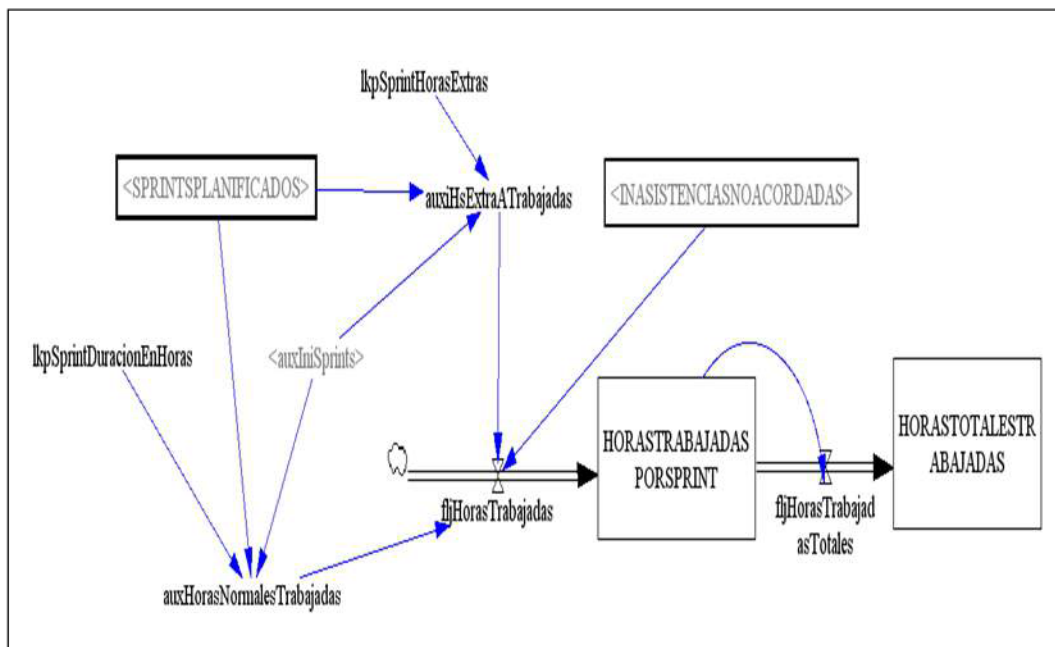 lkpSprintHorasExtras
<SPRINTSPLANIFICADOS>
auxiHsExtraATrabajadas
<INASISTENCIASNOACORDADAS>
lkpSprintDuracionEnHoras
<auxIniSprints>
HORASTRABAJADAS
PORSPRINT
HORASTOTALESTR
ABAJADAS
fljHorasTrabajadas
fljHorasTrabajad
asTotales
auxHorasNormalesTrabajadas